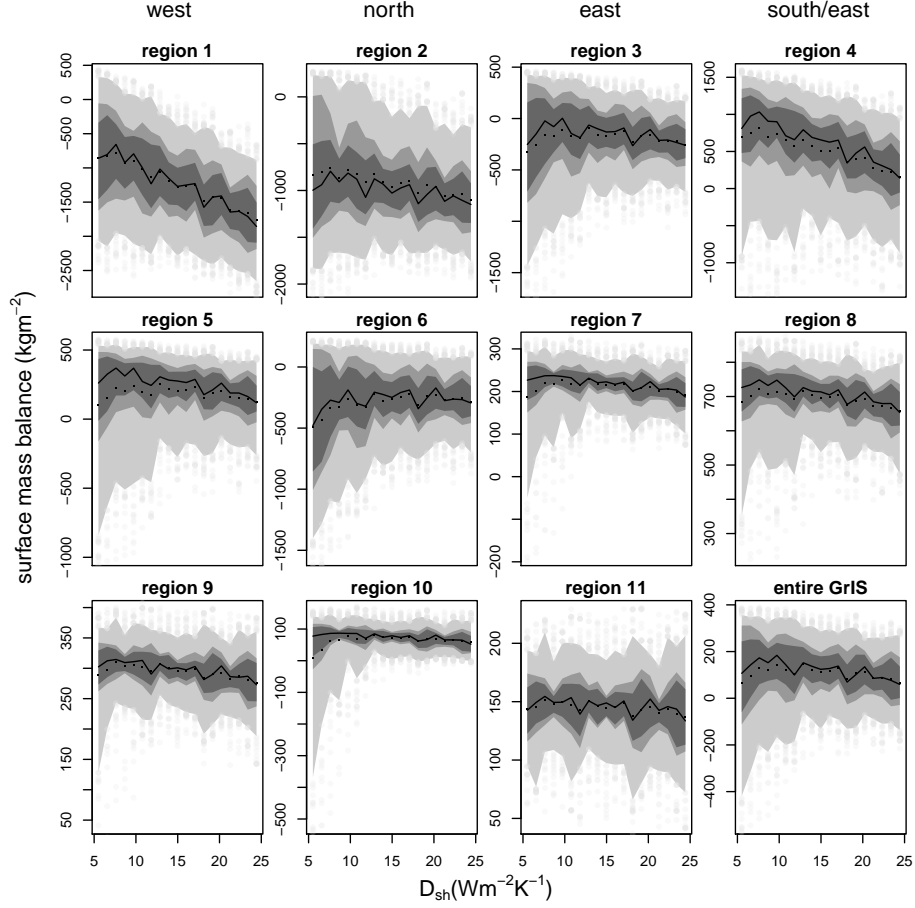 west north east south/east
region 1 region 2 region 3 region 4
500 0 −500 −1500 −2500
0 −1000 −2000
500 0 −500 −1500
1500 500 0 −1000
region 5 region 6 region 7 region 8
500 0 −500 −1000
0 −500 −1000 −1500
300 200 100 0 −200
700 500 300
region 9 region 10 region 11 entire GrIS
350 250 150 50
100 −100 −300 −500
200 150 100 50
400 200 0 −200 −400
5 10 15 20 25 5 10 15 20 25 5 10 15 20 25 5 10 15 20 25
surface mass balance (kgm⁻²)
D_sh(Wm⁻²K⁻¹)